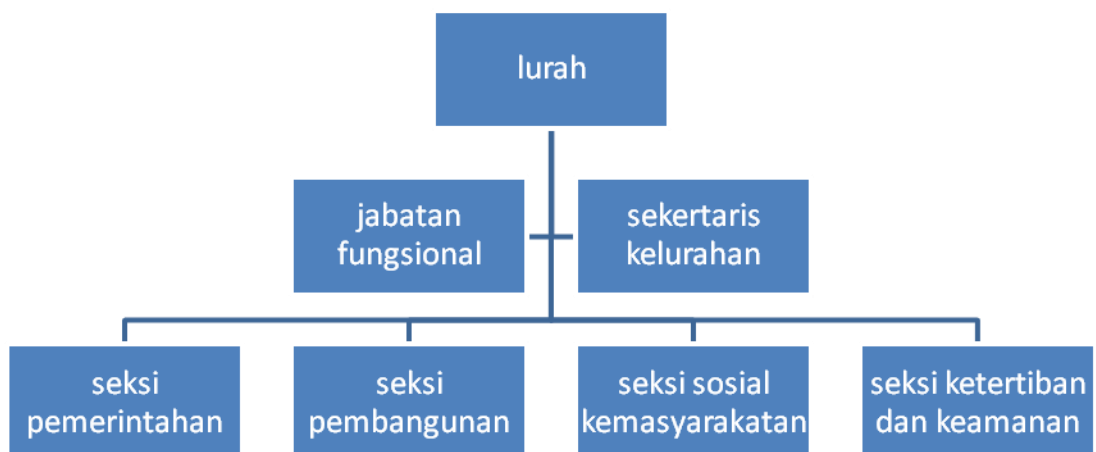 lurah
jabatan
fungsional
sekertaris
kelurahan
seksi
pemerintahan
seksi
pembangunan
seksi sosial
kemasyarakatan
seksi ketertiban
dan keamanan